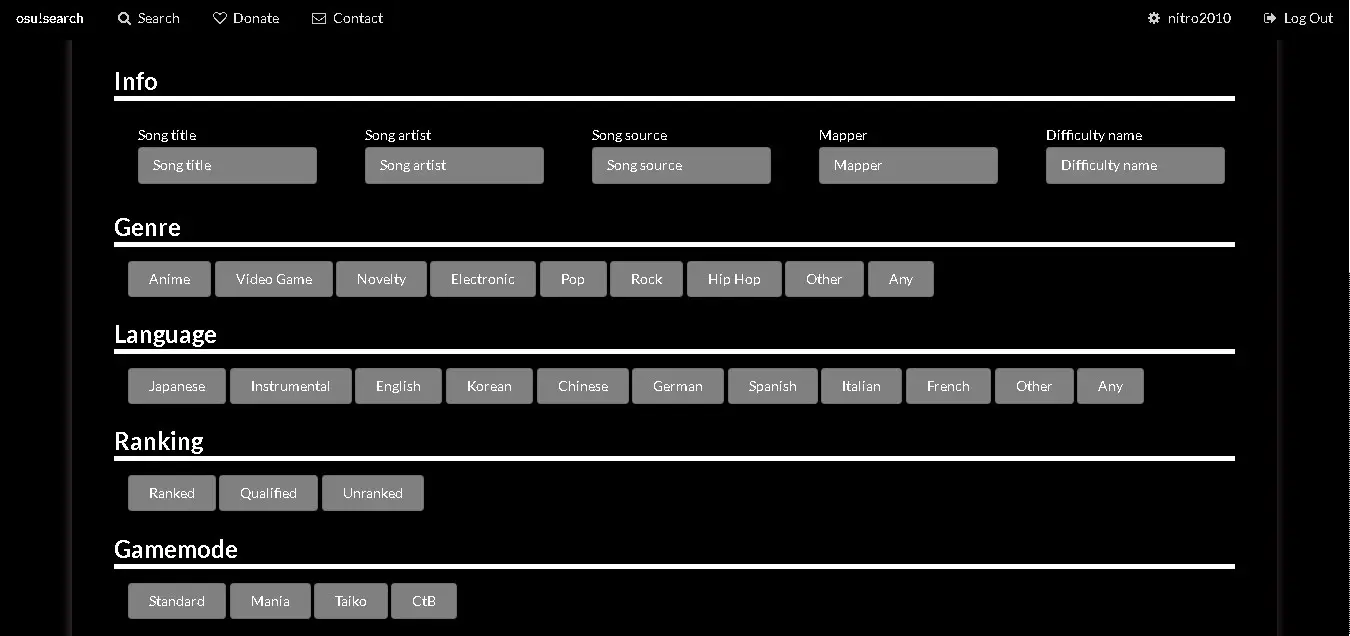 osu!search Search Donate Contact nitro2010 Log Out
Info
Song title Song artist Song source Mapper Difficulty name
Song title Song artist Song source Mapper Difficulty name
Genre
Anime Video Game Novelty Electronic Pop Rock Hip Hop Other Any
Language
Japanese Instrumental English Korean Chinese German Spanish Italian French Other Any
Ranking
Ranked Qualified Unranked
Gamemode
Standard Mania Taiko CtB